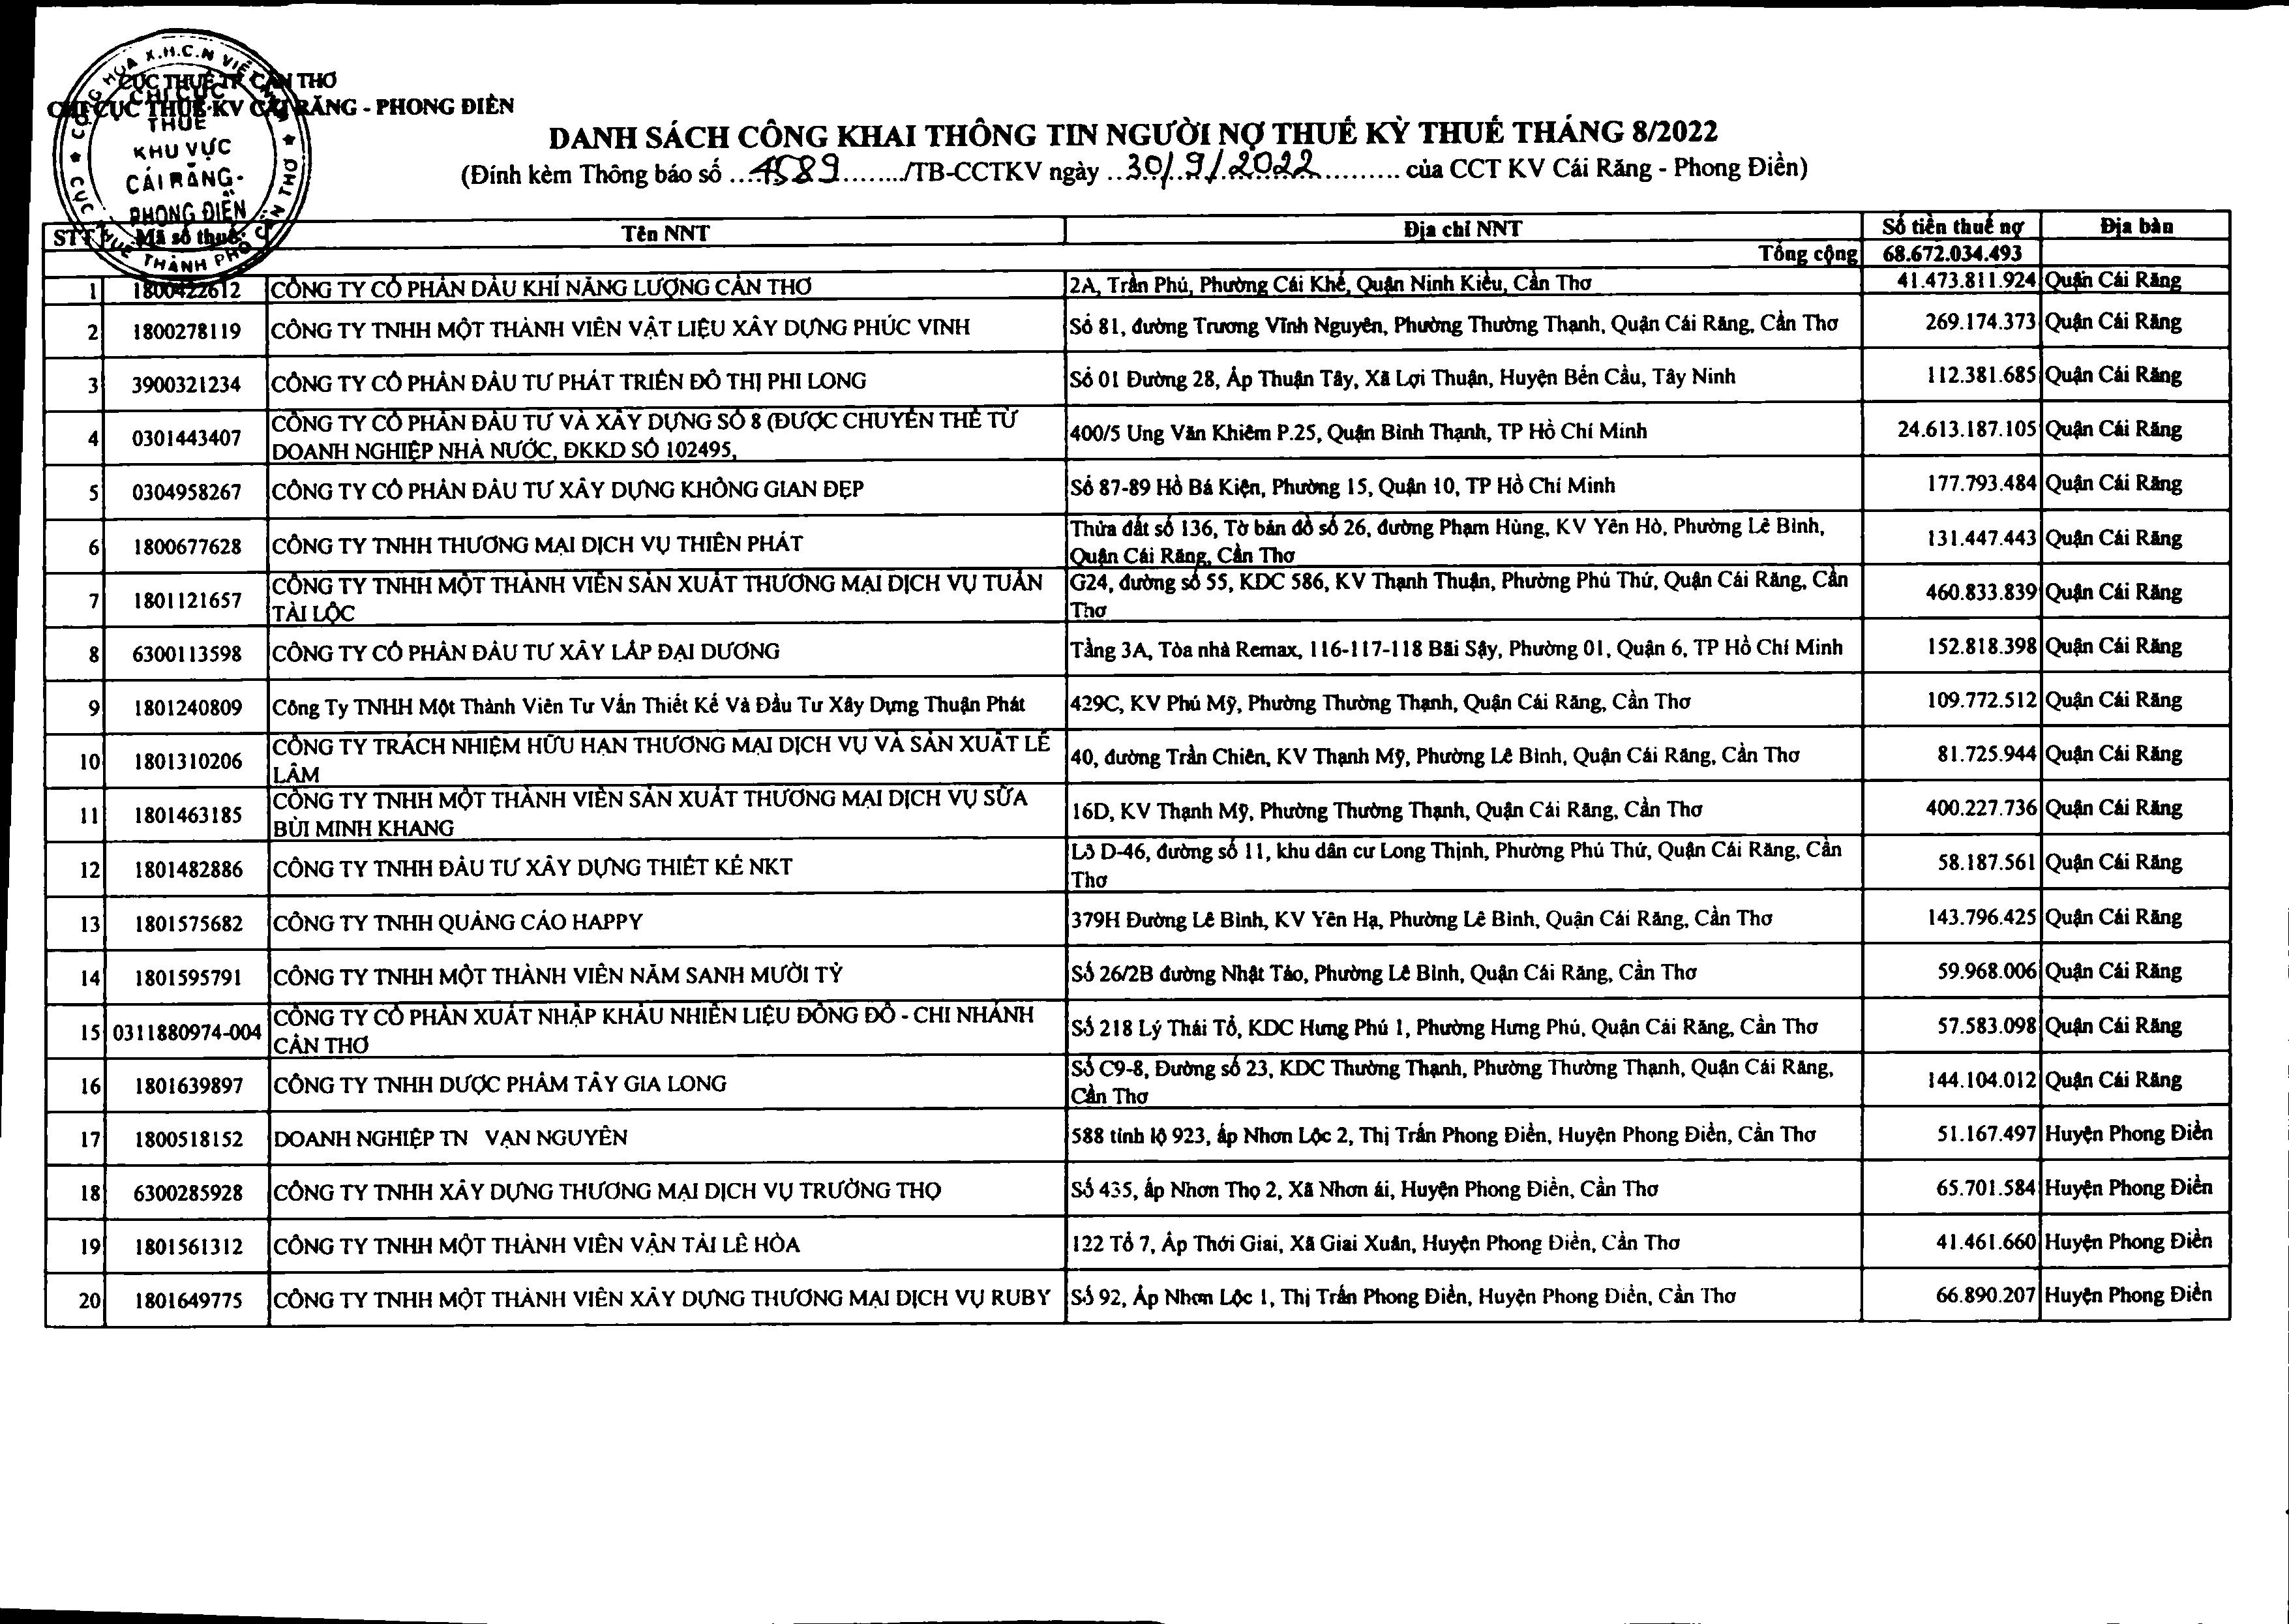 CỤC THUẾ TP CẦN THƠ
CHI CỤC THUẾ KV CÁI RĂNG - PHONG ĐIỀN
CỘNG HÒA X.H.C.N VIỆT NAM
CHI CỤC
THUẾ
KHU VỰC
CÁI RĂNG-
PHONG ĐIỀN
CỤC THUẾ THÀNH PHỐ CẦN THƠ
DANH SÁCH CÔNG KHAI THÔNG TIN NGƯỜI NỢ THUẾ KỲ THUẾ THÁNG 8/2022
(Đính kèm Thông báo số ....4589......../TB-CCTKV ngày ..30/9/2022.......... của CCT KV Cái Răng - Phong Điền)
STT Mã số thuế Tên NNT Địa chỉ NNT Số tiền thuế nợ Địa bàn
Tổng cộng 68.672.034.493
1 1800422612 CÔNG TY CỔ PHẦN DẦU KHÍ NĂNG LƯỢNG CẦN THƠ 2A, Trần Phú, Phường Cái Khế, Quận Ninh Kiều, Cần Thơ 41.473.811.924 Quận Cái Răng
2 1800278119 CÔNG TY TNHH MỘT THÀNH VIÊN VẬT LIỆU XÂY DỰNG PHÚC VINH Số 81, đường Trương Vĩnh Nguyên, Phường Thường Thạnh, Quận Cái Răng, Cần Thơ 269.174.373 Quận Cái Răng
3 3900321234 CÔNG TY CỔ PHẦN ĐẦU TƯ PHÁT TRIỂN ĐÔ THỊ PHI LONG Số 01 Đường 28, Ấp Thuận Tây, Xã Lợi Thuận, Huyện Bến Cầu, Tây Ninh 112.381.685 Quận Cái Răng
4 0301443407 CÔNG TY CỔ PHẦN ĐẦU TƯ VÀ XÂY DỰNG SỐ 8 (ĐƯỢC CHUYỂN THỂ TỪ
DOANH NGHIỆP NHÀ NƯỚC, ĐKKD SỐ 102495, 400/5 Ung Văn Khiêm P.25, Quận Bình Thạnh, TP Hồ Chí Minh 24.613.187.105 Quận Cái Răng
5 0304958267 CÔNG TY CỔ PHẦN ĐẦU TƯ XÂY DỰNG KHÔNG GIAN ĐẸP Số 87-89 Hồ Bá Kiện, Phường 15, Quận 10, TP Hồ Chí Minh 177.793.484 Quận Cái Răng
6 1800677628 CÔNG TY TNHH THƯƠNG MẠI DỊCH VỤ THIÊN PHÁT Thửa đất số 136, Tờ bản đồ số 26, đường Phạm Hùng, KV Yên Hò, Phường Lê Bình,
Quận Cái Răng, Cần Thơ 131.447.443 Quận Cái Răng
7 1801121657 CÔNG TY TNHH MỘT THÀNH VIÊN SẢN XUẤT THƯƠNG MẠI DỊCH VỤ TUẤN
TÀI LỘC G24, đường số 55, KDC 586, KV Thạnh Thuận, Phường Phú Thứ, Quận Cái Răng, Cần
Thơ 460.833.839 Quận Cái Răng
8 6300113598 CÔNG TY CỔ PHẦN ĐẦU TƯ XÂY LẮP ĐẠI DƯƠNG Tầng 3A, Tòa nhà Remax, 116-117-118 Bãi Sậy, Phường 01, Quận 6, TP Hồ Chí Minh 152.818.398 Quận Cái Răng
9 1801240809 Công Ty TNHH Một Thành Viên Tư Vấn Thiết Kế Và Đầu Tư Xây Dựng Thuận Phát 429C, KV Phú Mỹ, Phường Thường Thạnh, Quận Cái Răng, Cần Thơ 109.772.512 Quận Cái Răng
10 1801310206 CÔNG TY TRÁCH NHIỆM HỮU HẠN THƯƠNG MẠI DỊCH VỤ VÀ SẢN XUẤT LÊ
LÂM 40, đường Trần Chiên, KV Thạnh Mỹ, Phường Lê Bình, Quận Cái Răng, Cần Thơ 81.725.944 Quận Cái Răng
11 1801463185 CÔNG TY TNHH MỘT THÀNH VIÊN SẢN XUẤT THƯƠNG MẠI DỊCH VỤ SỮA
BÙI MINH KHANG 16D, KV Thạnh Mỹ, Phường Thường Thạnh, Quận Cái Răng, Cần Thơ 400.227.736 Quận Cái Răng
12 1801482886 CÔNG TY TNHH ĐẦU TƯ XÂY DỰNG THIẾT KẾ NKT Lô D-46, đường số 11, khu dân cư Long Thịnh, Phường Phú Thứ, Quận Cái Răng, Cần
Thơ 58.187.561 Quận Cái Răng
13 1801575682 CÔNG TY TNHH QUẢNG CÁO HAPPY 379H Đường Lê Bình, KV Yên Hạ, Phường Lê Bình, Quận Cái Răng, Cần Thơ 143.796.425 Quận Cái Răng
14 1801595791 CÔNG TY TNHH MỘT THÀNH VIÊN NĂM SANH MƯỜI TỶ Số 26/2B đường Nhật Tảo, Phường Lê Bình, Quận Cái Răng, Cần Thơ 59.968.006 Quận Cái Răng
15 0311880974-004 CÔNG TY CỔ PHẦN XUẤT NHẬP KHẨU NHIÊN LIỆU ĐÔNG ĐÔ - CHI NHÁNH
CẦN THƠ Số 218 Lý Thái Tổ, KDC Hưng Phú 1, Phường Hưng Phú, Quận Cái Răng, Cần Thơ 57.583.098 Quận Cái Răng
16 1801639897 CÔNG TY TNHH DƯỢC PHẨM TÂY GIA LONG Số C9-8, Đường số 23, KDC Thường Thạnh, Phường Thường Thạnh, Quận Cái Răng,
Cần Thơ 144.104.012 Quận Cái Răng
17 1800518152 DOANH NGHIỆP TN VẠN NGUYÊN 588 tỉnh lộ 923, ấp Nhơn Lộc 2, Thị Trấn Phong Điền, Huyện Phong Điền, Cần Thơ 51.167.497 Huyện Phong Điền
18 6300285928 CÔNG TY TNHH XÂY DỰNG THƯƠNG MẠI DỊCH VỤ TRƯỜNG THỌ Số 435, ấp Nhơn Thọ 2, Xã Nhơn ái, Huyện Phong Điền, Cần Thơ 65.701.584 Huyện Phong Điền
19 1801561312 CÔNG TY TNHH MỘT THÀNH VIÊN VẬN TẢI LÊ HÒA 122 Tổ 7, Ấp Thới Giai, Xã Giai Xuân, Huyện Phong Điền, Cần Thơ 41.461.660 Huyện Phong Điền
20 1801649775 CÔNG TY TNHH MỘT THÀNH VIÊN XÂY DỰNG THƯƠNG MẠI DỊCH VỤ RUBY Số 92, Ấp Nhơn Lộc 1, Thị Trấn Phong Điền, Huyện Phong Điền, Cần Thơ 66.890.207 Huyện Phong Điền